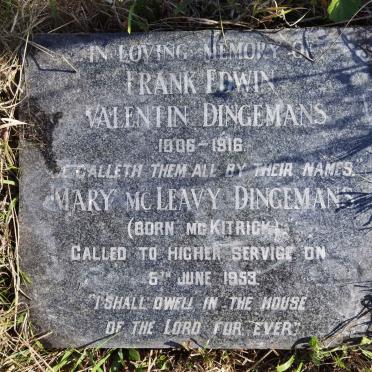 IN LOVING MEMORY OF
FRANK EDWIN
VALENTIN DINGEMANS
1606-1916
CALLETH THEM ALL BY THEIR NAMES.
MARY MCLEAVY DINGEMANS
(BORN MCKITRICK)
CALLED TO HIGHER SERVICE ON
6TH JUNE 1953.
"I SHALL DWELL IN THE HOUSE
OF THE LORD FOR EVER."